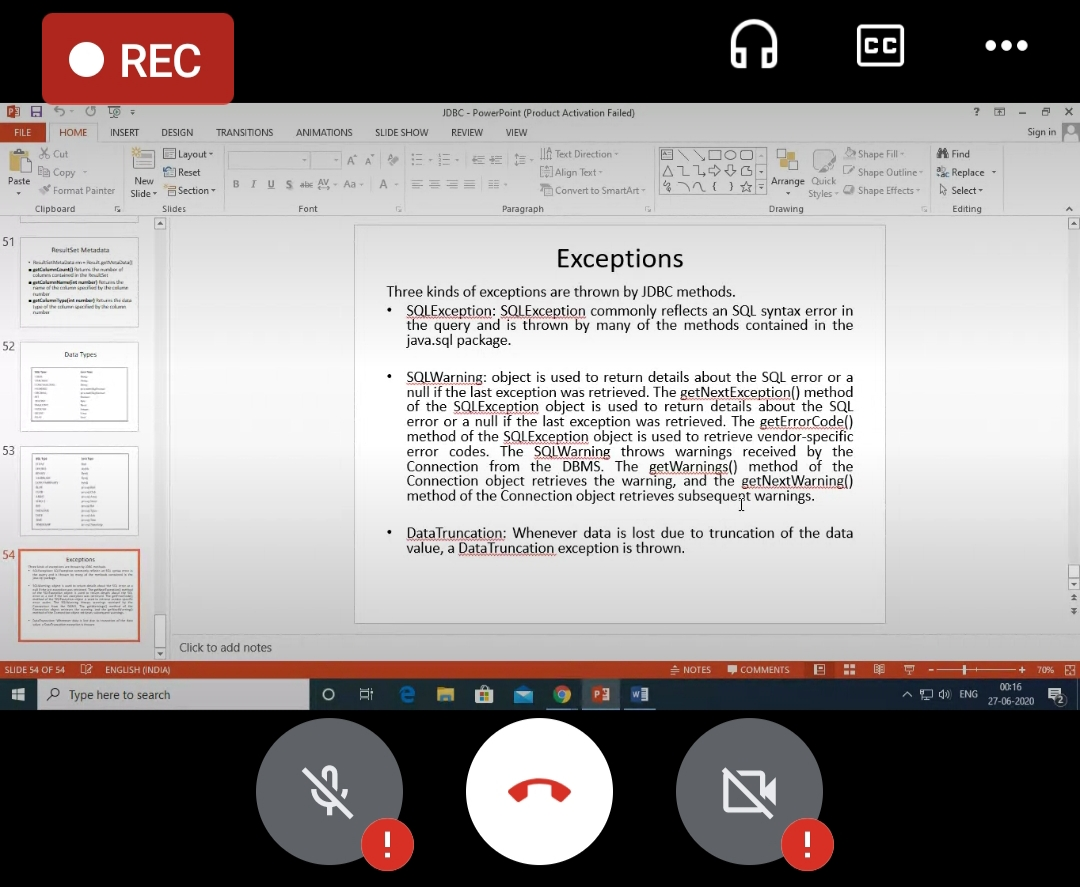 REC
CC
JDBC - PowerPoint (Product Activation Failed)
FILE HOME INSERT DESIGN TRANSITIONS ANIMATIONS SLIDE SHOW REVIEW VIEW Sign in
Cut
Copy
Format Painter
Paste
Clipboard
New
Slide
Layout
Reset
Section
Slides
B I U S abc AV Aa A
Font
Text Direction
Align Text
Convert to SmartArt
Paragraph
Arrange
Quick
Styles
Shape Fill
Shape Outline
Shape Effects
Drawing
Find
Replace
Select
Editing
51
ResultSet Metadata
52
Data Types
53
54
Exceptions
Exceptions
Three kinds of exceptions are thrown by JDBC methods.
• SQLException: SQLException commonly reflects an SQL syntax error in
the query and is thrown by many of the methods contained in the
java.sql package.
• SQLWarning: object is used to return details about the SQL error or a
null if the last exception was retrieved. The getNextException() method
of the SQLException object is used to return details about the SQL
error or a null if the last exception was retrieved. The getErrorCode()
method of the SQLException object is used to retrieve vendor-specific
error codes. The SQLWarning throws warnings received by the
Connection from the DBMS. The getWarnings() method of the
Connection object retrieves the warning, and the getNextWarning()
method of the Connection object retrieves subsequent warnings.
• DataTruncation: Whenever data is lost due to truncation of the data
value, a DataTruncation exception is thrown.
Click to add notes
SLIDE 54 OF 54 ENGLISH (INDIA) NOTES COMMENTS 70%
Type here to search
ENG
00:16
27-06-2020
2